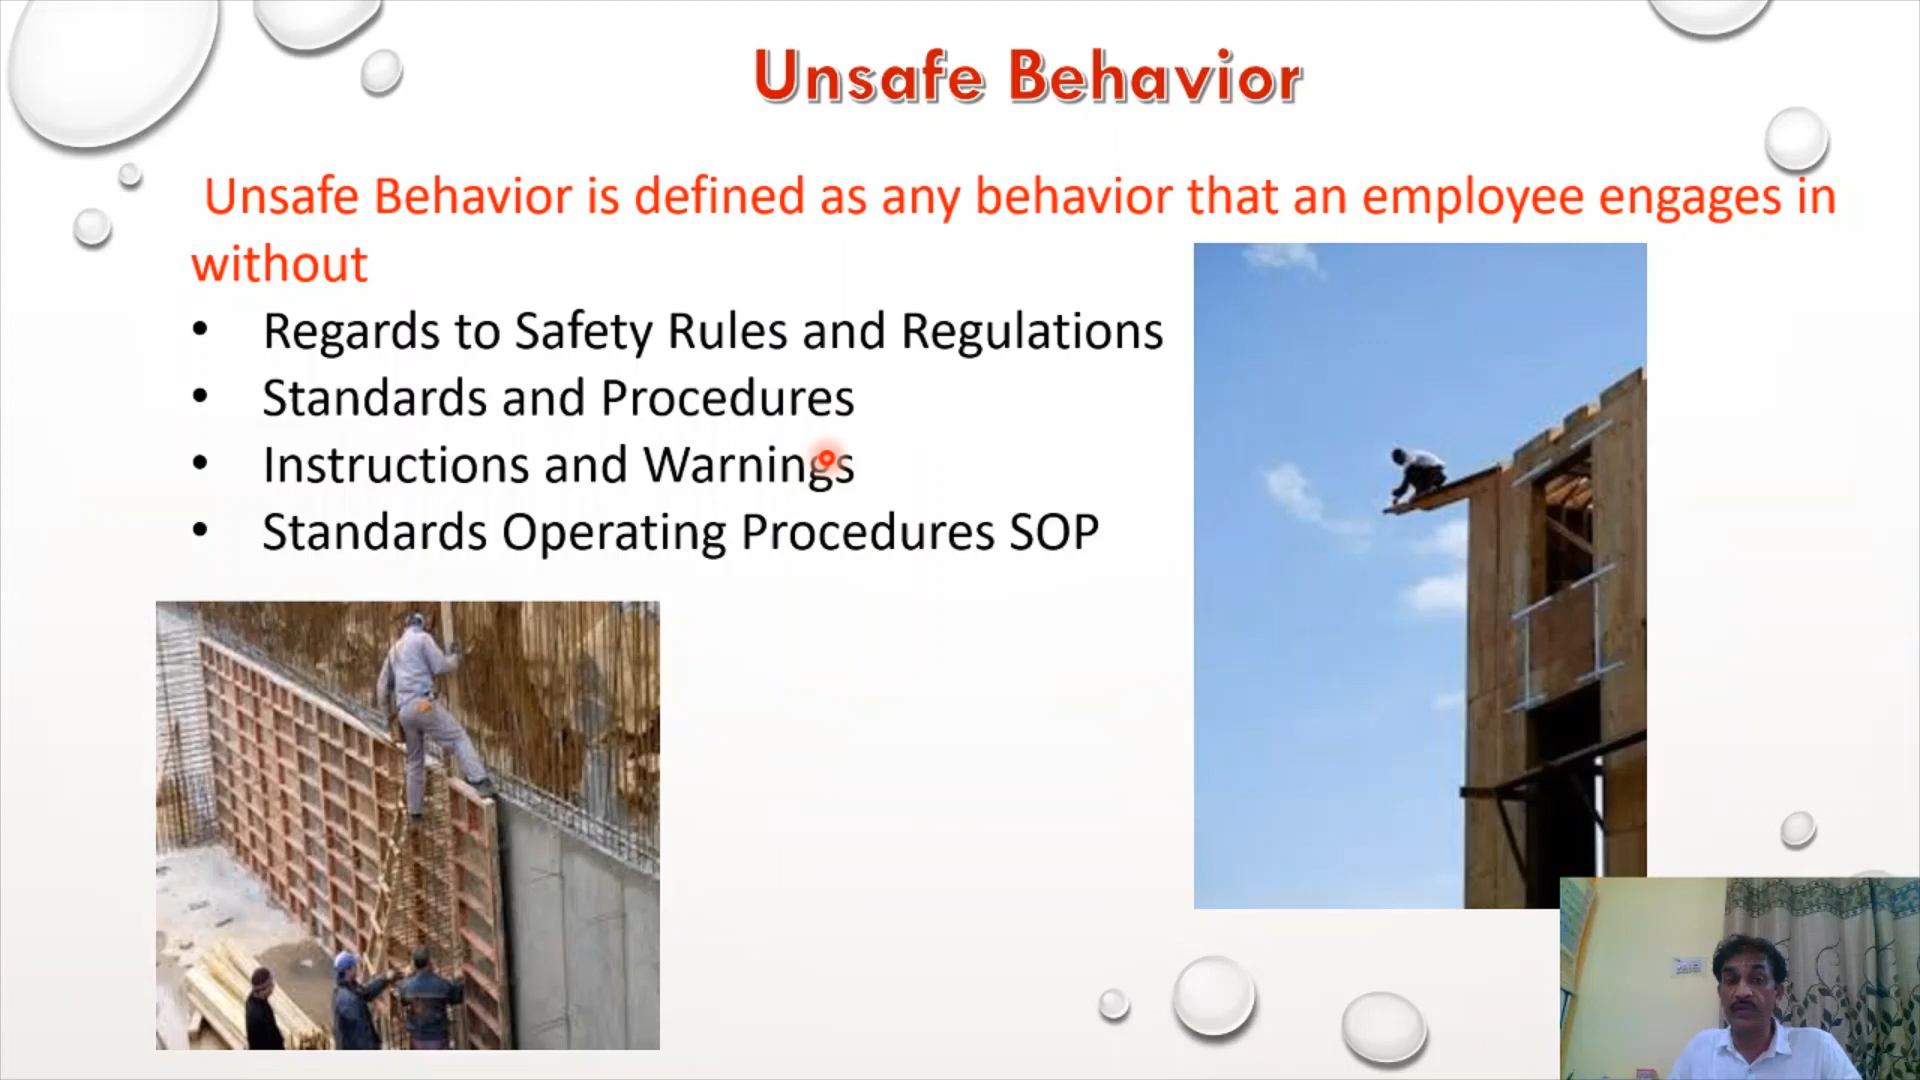 Unsafe Behavior
Unsafe Behavior is defined as any behavior that an employee engages in
without
• Regards to Safety Rules and Regulations
• Standards and Procedures
• Instructions and Warnings
• Standards Operating Procedures SOP